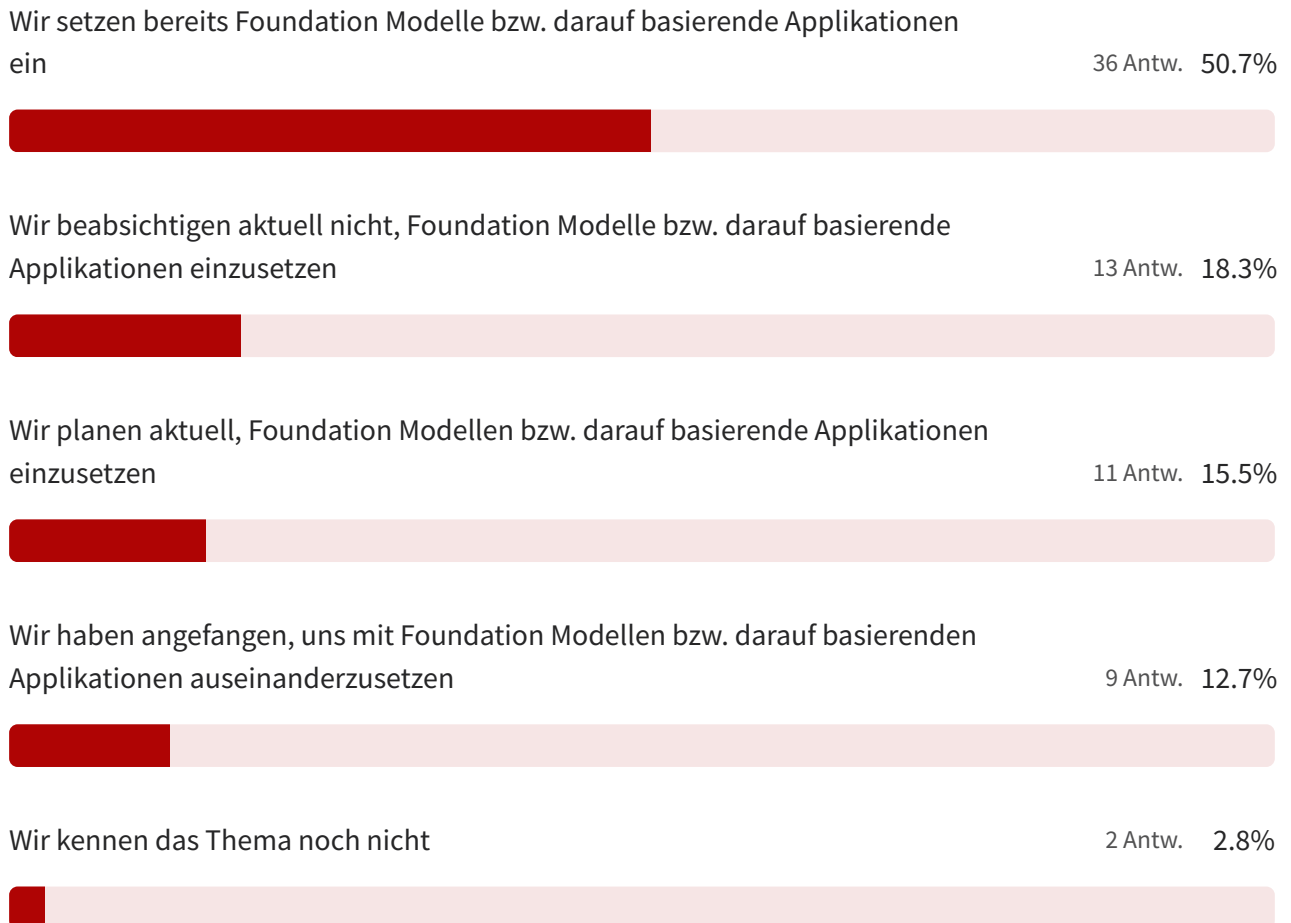 Wir setzen bereits Foundation Modelle bzw. darauf basierende Applikationen
ein 36 Antw. 50.7%
Wir beabsichtigen aktuell nicht, Foundation Modelle bzw. darauf basierende
Applikationen einzusetzen 13 Antw. 18.3%
Wir planen aktuell, Foundation Modellen bzw. darauf basierende Applikationen
einzusetzen 11 Antw. 15.5%
Wir haben angefangen, uns mit Foundation Modellen bzw. darauf basierenden
Applikationen auseinanderzusetzen 9 Antw. 12.7%
Wir kennen das Thema noch nicht 2 Antw. 2.8%